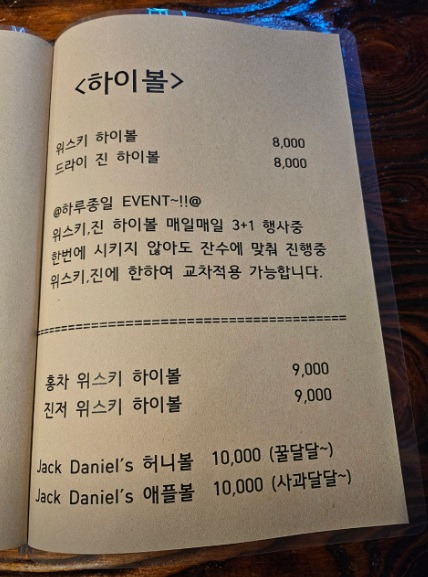 <하이볼>
위스키 하이볼 8,000
드라이 진 하이볼 8,000
@하루종일 EVENT~!!@
위스키,진 하이볼 매일매일 3+1 행사중
한번에 시키지 않아도 잔수에 맞춰 진행중
위스키,진에 한하여 교차적용 가능합니다.
==================================================
홍차 위스키 하이볼 9,000
진저 위스키 하이볼 9,000
Jack Daniel's 허니볼 10,000 (꿀달달~)
Jack Daniel's 애플볼 10,000 (사과달달~)